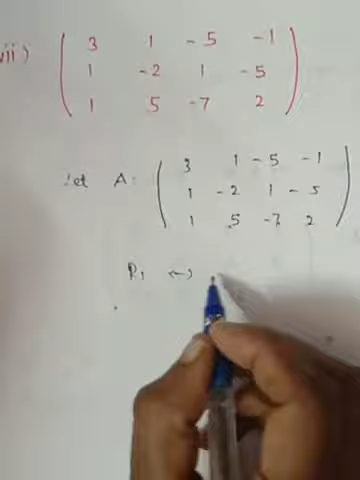 vii) ( 3 1 -5 -1
1 -2 1 -5
1 5 -7 2 )
Let A: ( 3 1 -5 -1
1 -2 1 -5
1 5 -7 2 )
R1 ↔